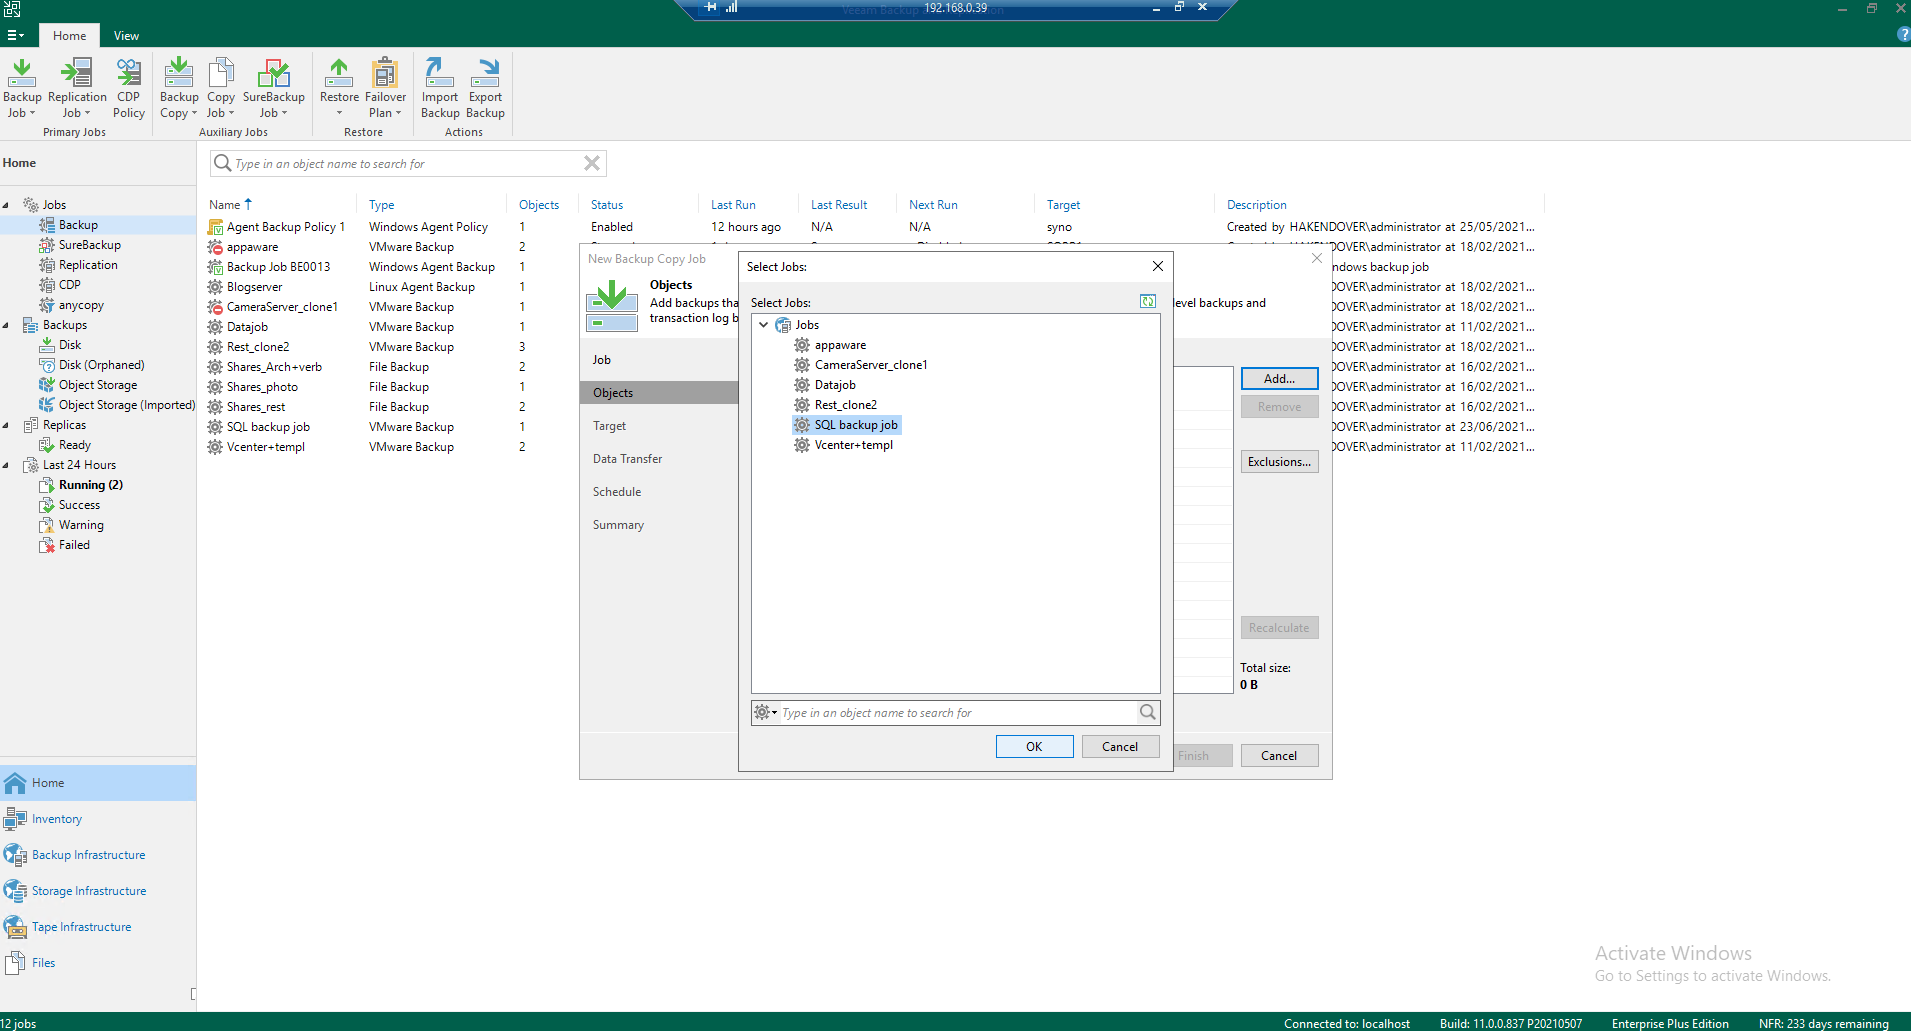 192.168.0.39
Veeam Backup
Home View
Backup Job
Replication Job
CDP Policy
Primary Jobs
Backup Copy
Copy Job
SureBackup Job
Auxiliary Jobs
Restore
Failover Plan
Restore
Import Backup
Export Backup
Actions
Home
Jobs
Backup
SureBackup
Replication
CDP
anycopy
Backups
Disk
Disk (Orphaned)
Object Storage
Object Storage (Imported)
Replicas
Ready
Last 24 Hours
Running (2)
Success
Warning
Failed
Home
Inventory
Backup Infrastructure
Storage Infrastructure
Tape Infrastructure
Files
Type in an object name to search for
Name Type Objects Status Last Run Last Result Next Run Target Description
Agent Backup Policy 1 Windows Agent Policy 1 Enabled 12 hours ago N/A N/A syno Created by HAKENDOVER\administrator at 25/05/2021...
appaware VMware Backup 2 DOVER\administrator at 18/02/2021...
Backup Job BE0013 Windows Agent Backup 1 ndows backup job
Blogserver Linux Agent Backup 1 DOVER\administrator at 18/02/2021...
CameraServer_clone1 VMware Backup 1 DOVER\administrator at 18/02/2021...
Datajob VMware Backup 1 DOVER\administrator at 11/02/2021...
Rest_clone2 VMware Backup 3 DOVER\administrator at 18/02/2021...
Shares_Arch+verb File Backup 2 DOVER\administrator at 16/02/2021...
Shares_photo File Backup 1 DOVER\administrator at 16/02/2021...
Shares_rest File Backup 2 DOVER\administrator at 16/02/2021...
SQL backup job VMware Backup 1 DOVER\administrator at 23/06/2021...
Vcenter+templ VMware Backup 2 DOVER\administrator at 11/02/2021...
New Backup Copy Job
Objects
Add backups tha level backups and
transaction log b
Job
Objects
Target
Data Transfer
Schedule
Summary
Add...
Remove
Exclusions...
Recalculate
Total size:
0 B
Finish Cancel
Select Jobs:
Select Jobs:
Jobs
appaware
CameraServer_clone1
Datajob
Rest_clone2
SQL backup job
Vcenter+templ
Type in an object name to search for
OK Cancel
Activate Windows
Go to Settings to activate Windows.
12 jobs Connected to: localhost Build: 11.0.0.837 P20210507 Enterprise Plus Edition NFR: 233 days remaining